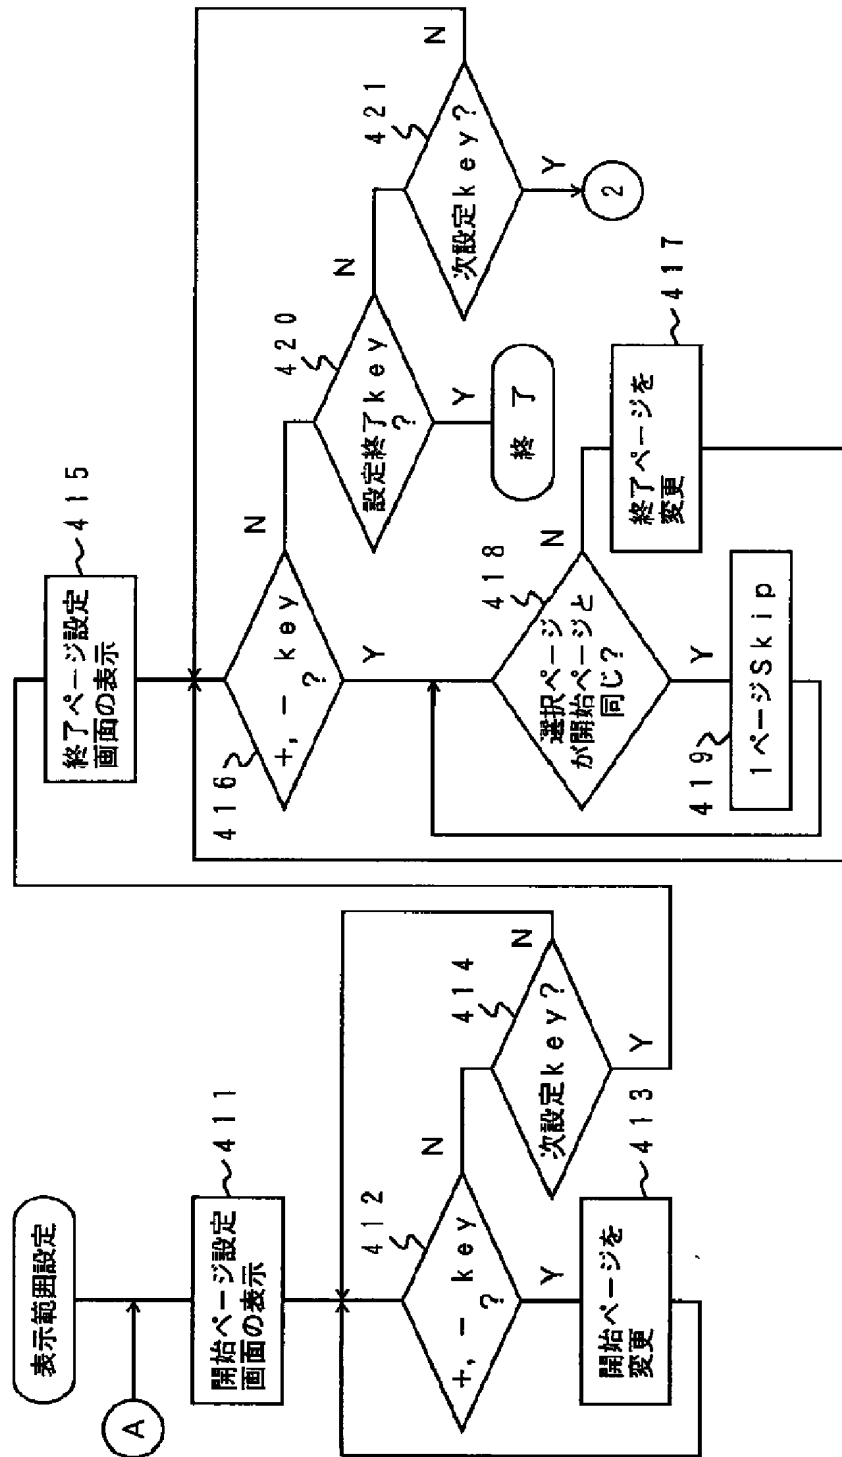 表示範囲設定
A
開始ページ設定
画面の表示
411
+, - key
?
412
N
Y
開始ページを
変更
413
次設定key?
414
N
Y
終了ページ設定
画面の表示
415
+, - key
?
416
N
Y
選択ページ
が開始ページと
同じ?
418
N
Y
1ページSkip
419
終了ページを
変更
417
設定終了key
?
420
N
Y
終 了
次設定key?
421
N
Y
2